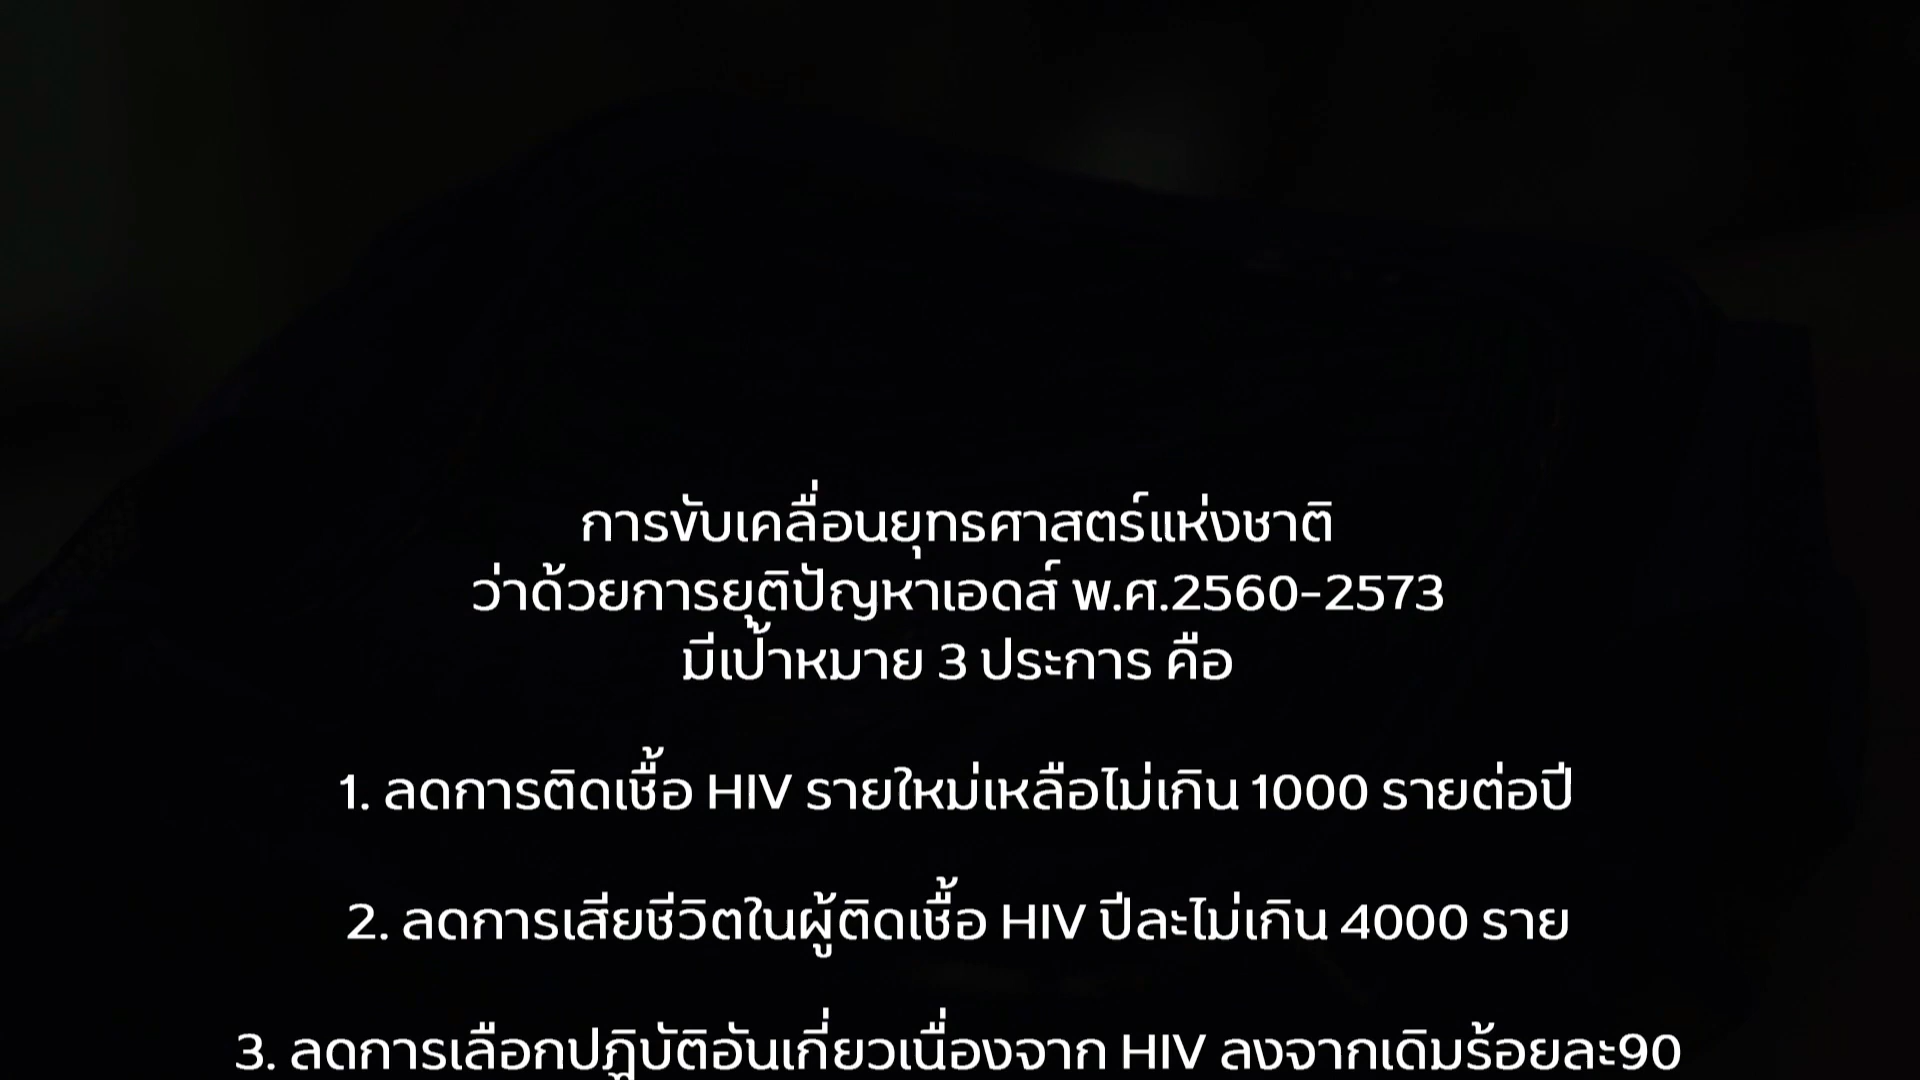 การขับเคลื่อนยุทธศาสตร์แห่งชาติ
ว่าด้วยการยุติปัญหาเอดส์ พ.ศ.2560-2573
มีเป้าหมาย 3 ประการ คือ
1. ลดการติดเชื้อ HIV รายใหม่เหลือไม่เกิน 1000 รายต่อปี
2. ลดการเสียชีวิตในผู้ติดเชื้อ HIV ปีละไม่เกิน 4000 ราย
3. ลดการเลือกปฏิบัติอันเกี่ยวเนื่องจาก HIV ลงจากเดิมร้อยละ90